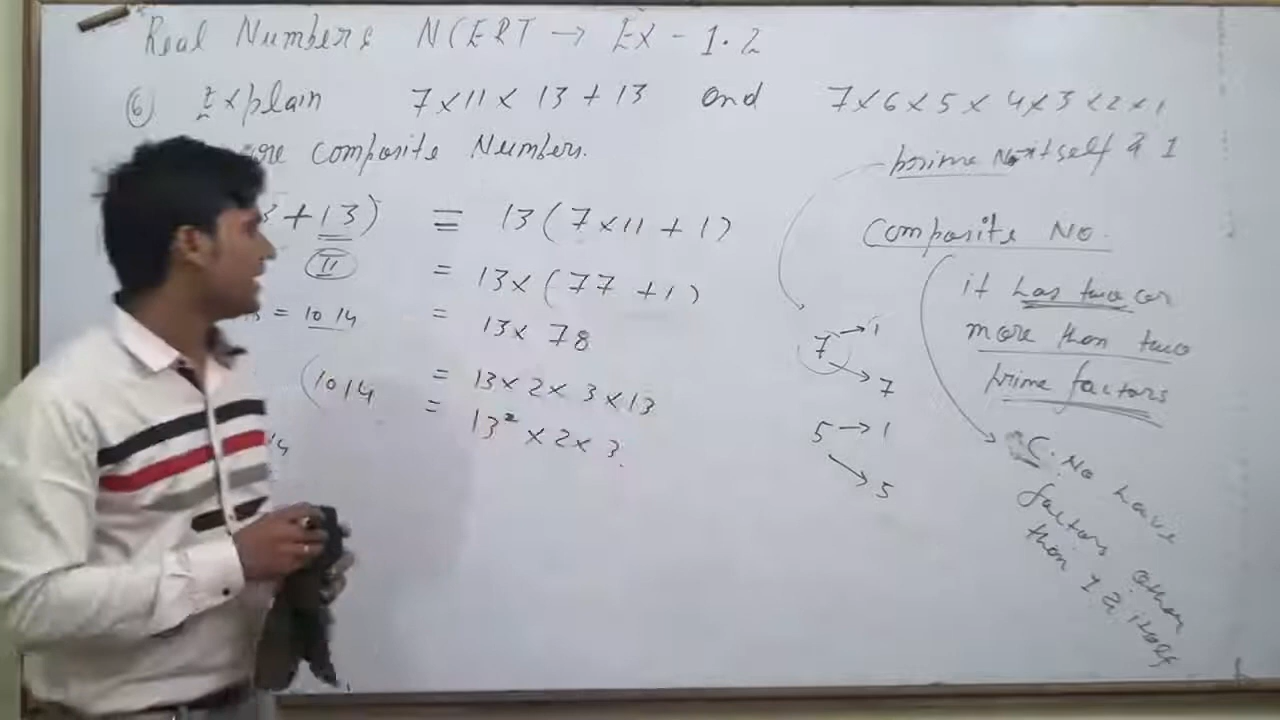 Real Numbers NCERT → Ex - 1.2
⑥ Explain 7×11×13+13 and 7×6×5×4×3×2×1
are composite Numbers.
prime No → itself & 1
+ 13) = 13(7×11+1)
II
= 13×(77+1)
= 1014 = 13×78
(1014 = 13×2×3×13
= 13²×2×3.
Composite No.
it has two or
more than two
prime factors
7 → 1
→ 7
5 → 1
→ 5
C. No have
factors other
than 1 & itself